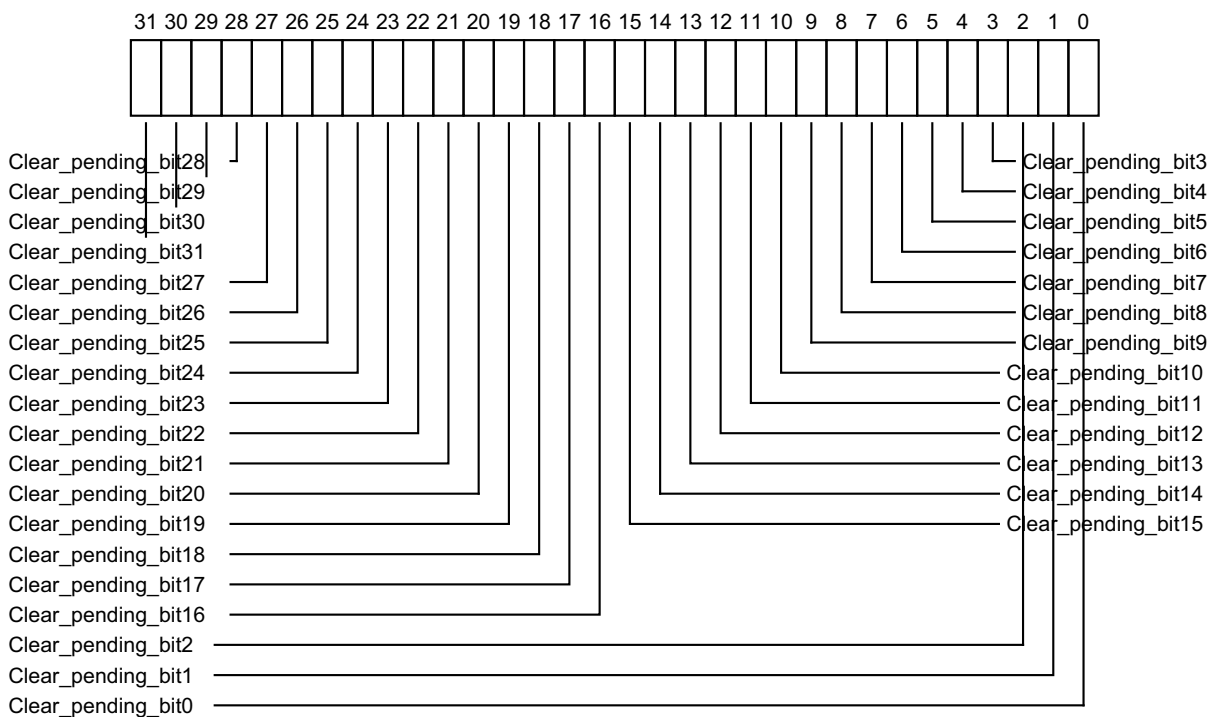 31 30 29 28 27 26 25 24 23 22 21 20 19 18 17 16 15 14 13 12 11 10 9 8 7 6 5 4 3 2 1 0
Clear_pending_bit28 Clear_pending_bit3
Clear_pending_bit29 Clear_pending_bit4
Clear_pending_bit30 Clear_pending_bit5
Clear_pending_bit31 Clear_pending_bit6
Clear_pending_bit27 Clear_pending_bit7
Clear_pending_bit26 Clear_pending_bit8
Clear_pending_bit25 Clear_pending_bit9
Clear_pending_bit24 Clear_pending_bit10
Clear_pending_bit23 Clear_pending_bit11
Clear_pending_bit22 Clear_pending_bit12
Clear_pending_bit21 Clear_pending_bit13
Clear_pending_bit20 Clear_pending_bit14
Clear_pending_bit19 Clear_pending_bit15
Clear_pending_bit18
Clear_pending_bit17
Clear_pending_bit16
Clear_pending_bit2
Clear_pending_bit1
Clear_pending_bit0